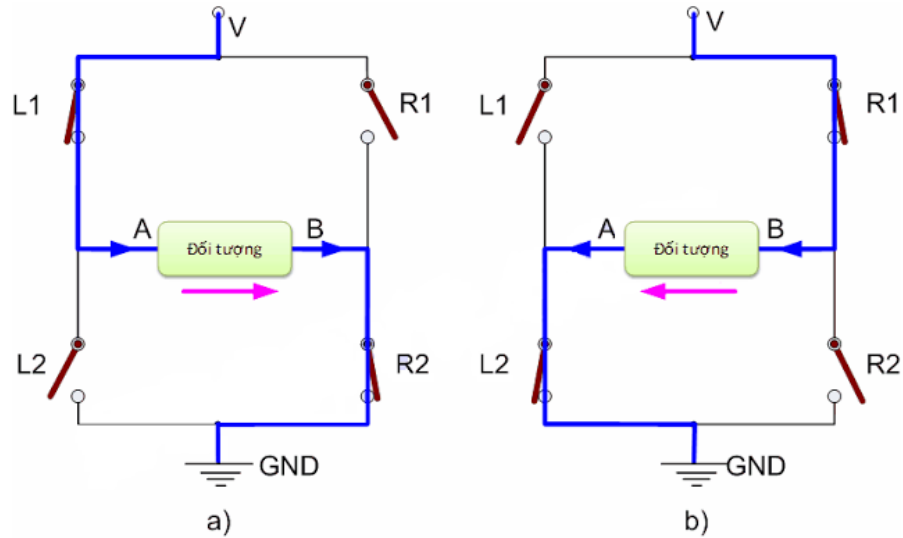 V
L1
R1
A
Đối tượng
B
L2
R2
GND
a)
V
L1
R1
A
Đối tượng
B
L2
R2
GND
b)